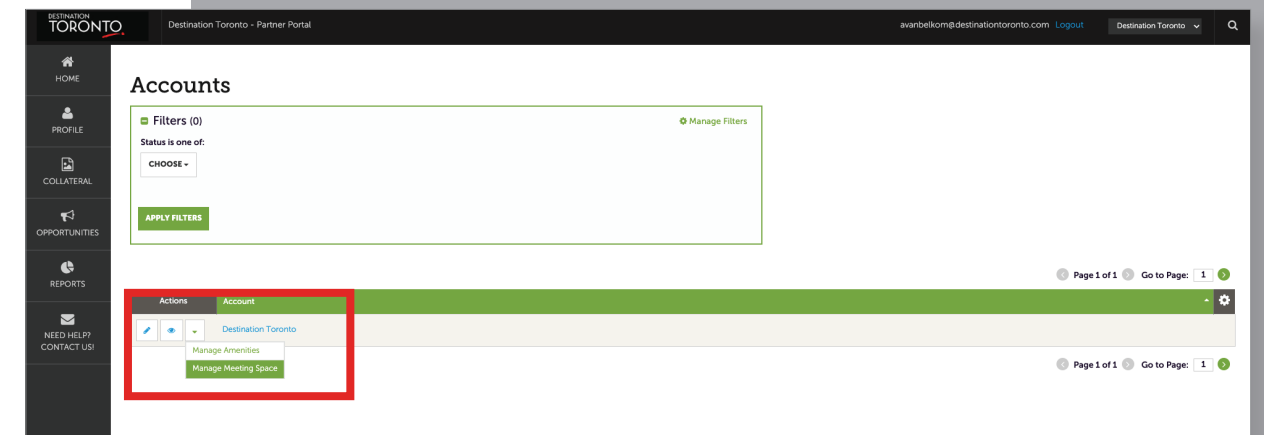 DESTINATION
TORONTO
Destination Toronto - Partner Portal
avanbelkom@destinationtoronto.com Logout
Destination Toronto
HOME
PROFILE
COLLATERAL
OPPORTUNITIES
REPORTS
NEED HELP?
CONTACT US!
Accounts
Filters (0)
Manage Filters
Status is one of:
CHOOSE
APPLY FILTERS
Page 1 of 1 Go to Page: 1
Actions Account
Destination Toronto
Manage Amenities
Manage Meeting Space
Page 1 of 1 Go to Page: 1